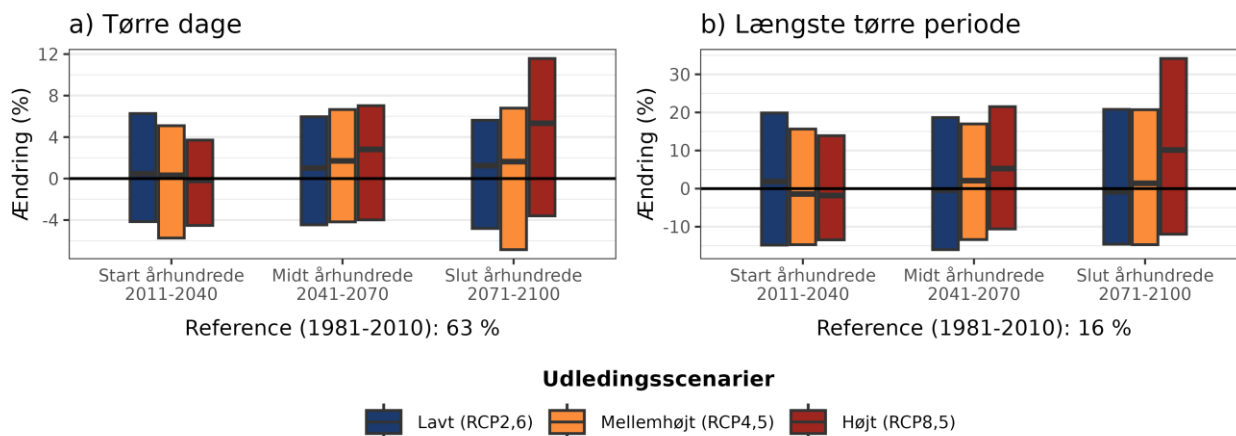 a) Tørre dage
Ændring (%)
12
8
4
0
-4
Start århundrede
2011-2040
Midt århundrede
2041-2070
Slut århundrede
2071-2100
Reference (1981-2010): 63 %
b) Længste tørre periode
Ændring (%)
30
20
10
0
-10
Start århundrede
2011-2040
Midt århundrede
2041-2070
Slut århundrede
2071-2100
Reference (1981-2010): 16 %
Udledingsscenarier
Lavt (RCP2,6)
Mellemhøjt (RCP4,5)
Højt (RCP8,5)